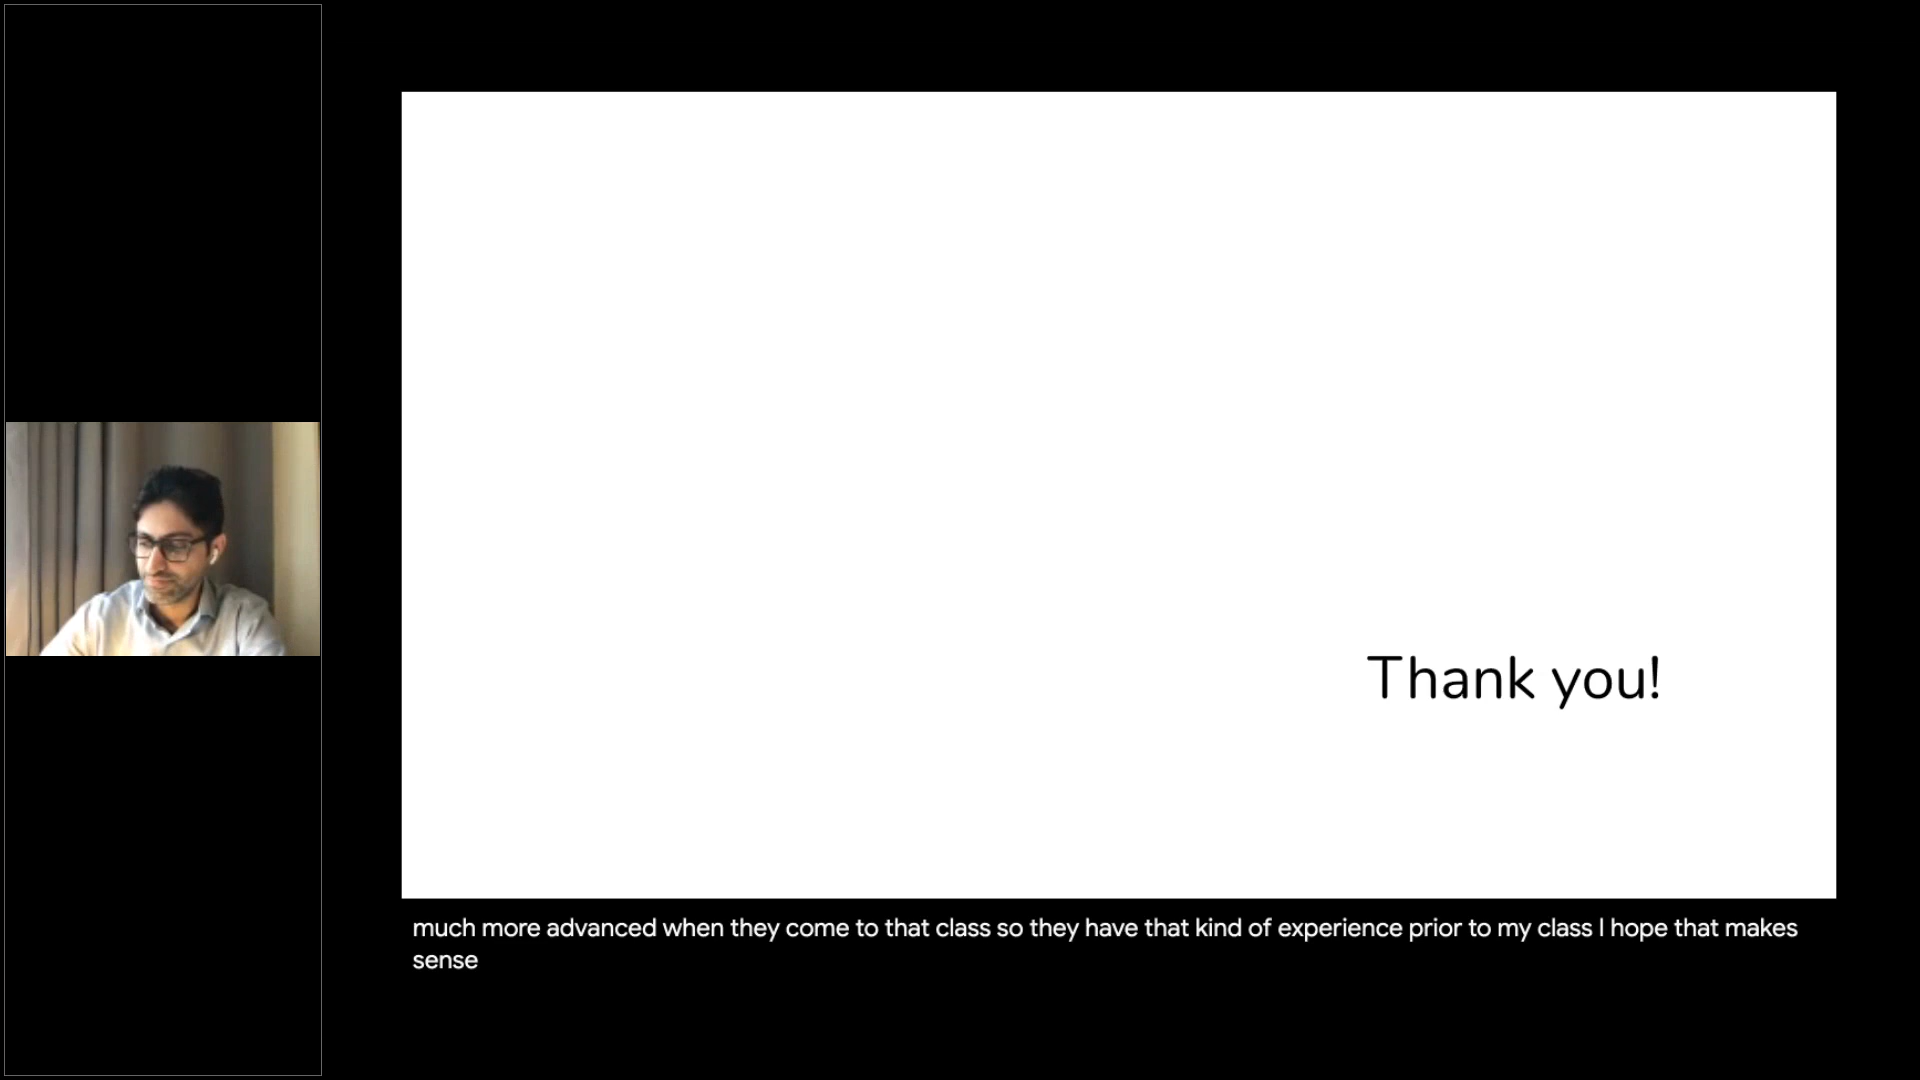 Thank you!
much more advanced when they come to that class so they have that kind of experience prior to my class I hope that makes
sense